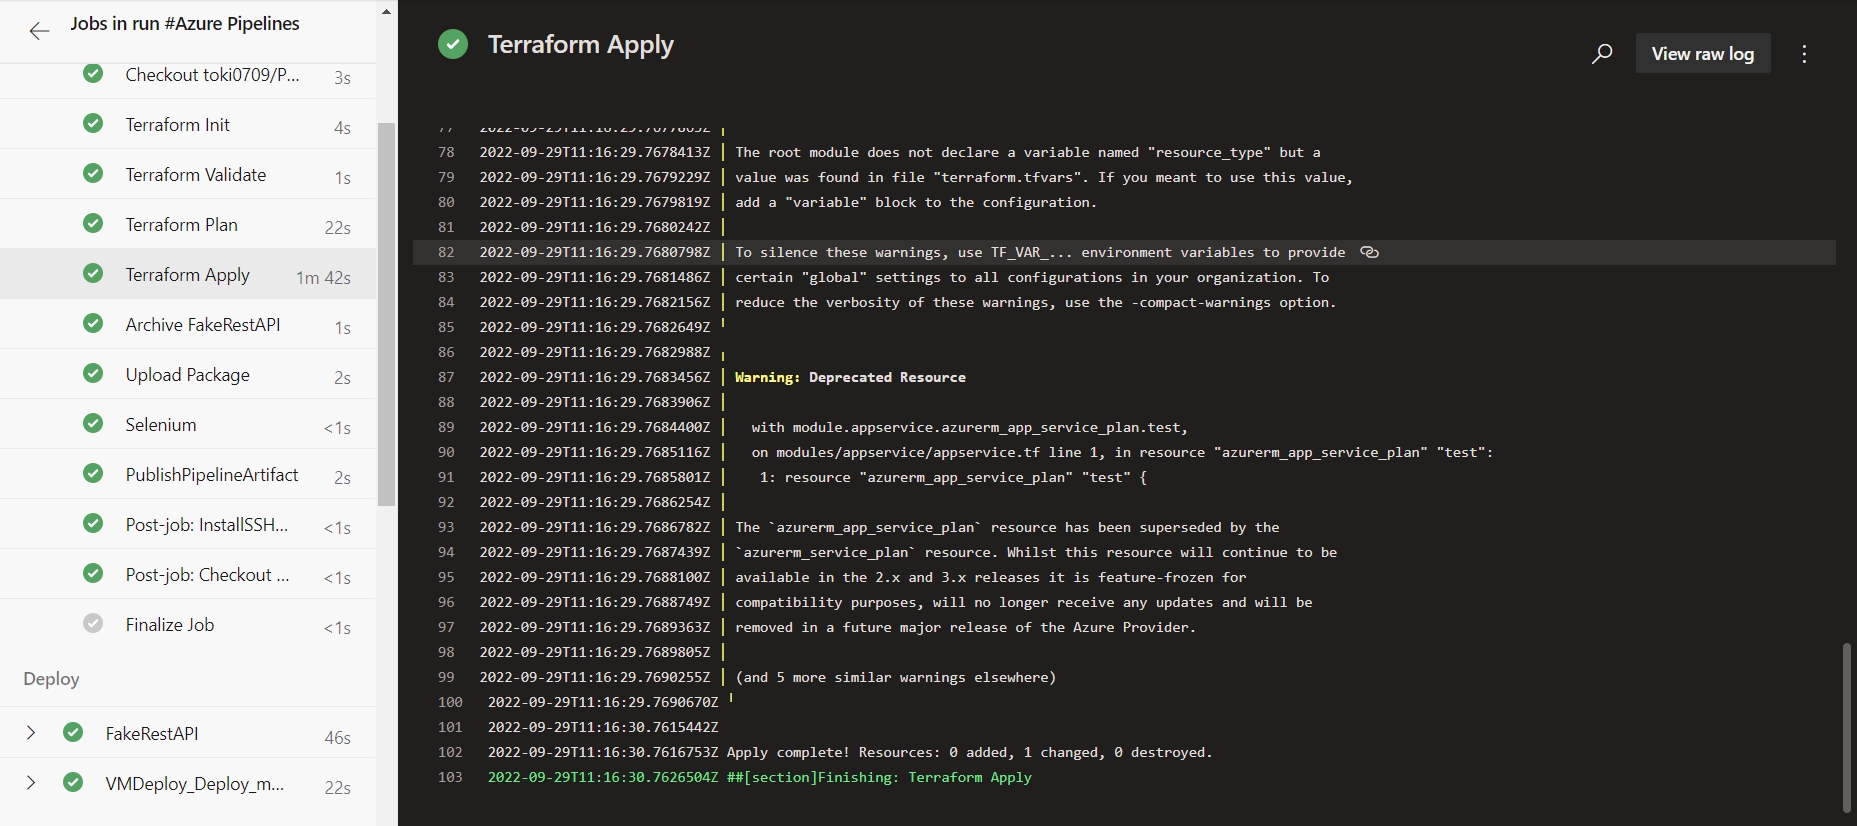 Jobs in run #Azure Pipelines
Checkout toki0709/P... 3s
Terraform Init 4s
Terraform Validate 1s
Terraform Plan 22s
Terraform Apply 1m 42s
Archive FakeRestAPI 1s
Upload Package 2s
Selenium <1s
PublishPipelineArtifact 2s
Post-job: InstallSSH... <1s
Post-job: Checkout ... <1s
Finalize Job <1s
Deploy
FakeRestAPI 46s
VMDeploy_Deploy_m... 22s
Terraform Apply
View raw log
78 2022-09-29T11:16:29.7678413Z │ The root module does not declare a variable named "resource_type" but a
79 2022-09-29T11:16:29.7679229Z │ value was found in file "terraform.tfvars". If you meant to use this value,
80 2022-09-29T11:16:29.7679819Z │ add a "variable" block to the configuration.
81 2022-09-29T11:16:29.7680242Z │
82 2022-09-29T11:16:29.7680798Z │ To silence these warnings, use TF_VAR_... environment variables to provide
83 2022-09-29T11:16:29.7681486Z │ certain "global" settings to all configurations in your organization. To
84 2022-09-29T11:16:29.7682156Z │ reduce the verbosity of these warnings, use the -compact-warnings option.
85 2022-09-29T11:16:29.7682649Z ╵
86 2022-09-29T11:16:29.7682988Z ╷
87 2022-09-29T11:16:29.7683456Z │ Warning: Deprecated Resource
88 2022-09-29T11:16:29.7683906Z │
89 2022-09-29T11:16:29.7684400Z │ with module.appservice.azurerm_app_service_plan.test,
90 2022-09-29T11:16:29.7685116Z │ on modules/appservice/appservice.tf line 1, in resource "azurerm_app_service_plan" "test":
91 2022-09-29T11:16:29.7685801Z │ 1: resource "azurerm_app_service_plan" "test" {
92 2022-09-29T11:16:29.7686254Z │
93 2022-09-29T11:16:29.7686782Z │ The `azurerm_app_service_plan` resource has been superseded by the
94 2022-09-29T11:16:29.7687439Z │ `azurerm_service_plan` resource. Whilst this resource will continue to be
95 2022-09-29T11:16:29.7688100Z │ available in the 2.x and 3.x releases it is feature-frozen for
96 2022-09-29T11:16:29.7688749Z │ compatibility purposes, will no longer receive any updates and will be
97 2022-09-29T11:16:29.7689363Z │ removed in a future major release of the Azure Provider.
98 2022-09-29T11:16:29.7689805Z │
99 2022-09-29T11:16:29.7690255Z │ (and 5 more similar warnings elsewhere)
100 2022-09-29T11:16:29.7690670Z ╵
101 2022-09-29T11:16:30.7615442Z
102 2022-09-29T11:16:30.7616753Z Apply complete! Resources: 0 added, 1 changed, 0 destroyed.
103 2022-09-29T11:16:30.7626504Z ##[section]Finishing: Terraform Apply